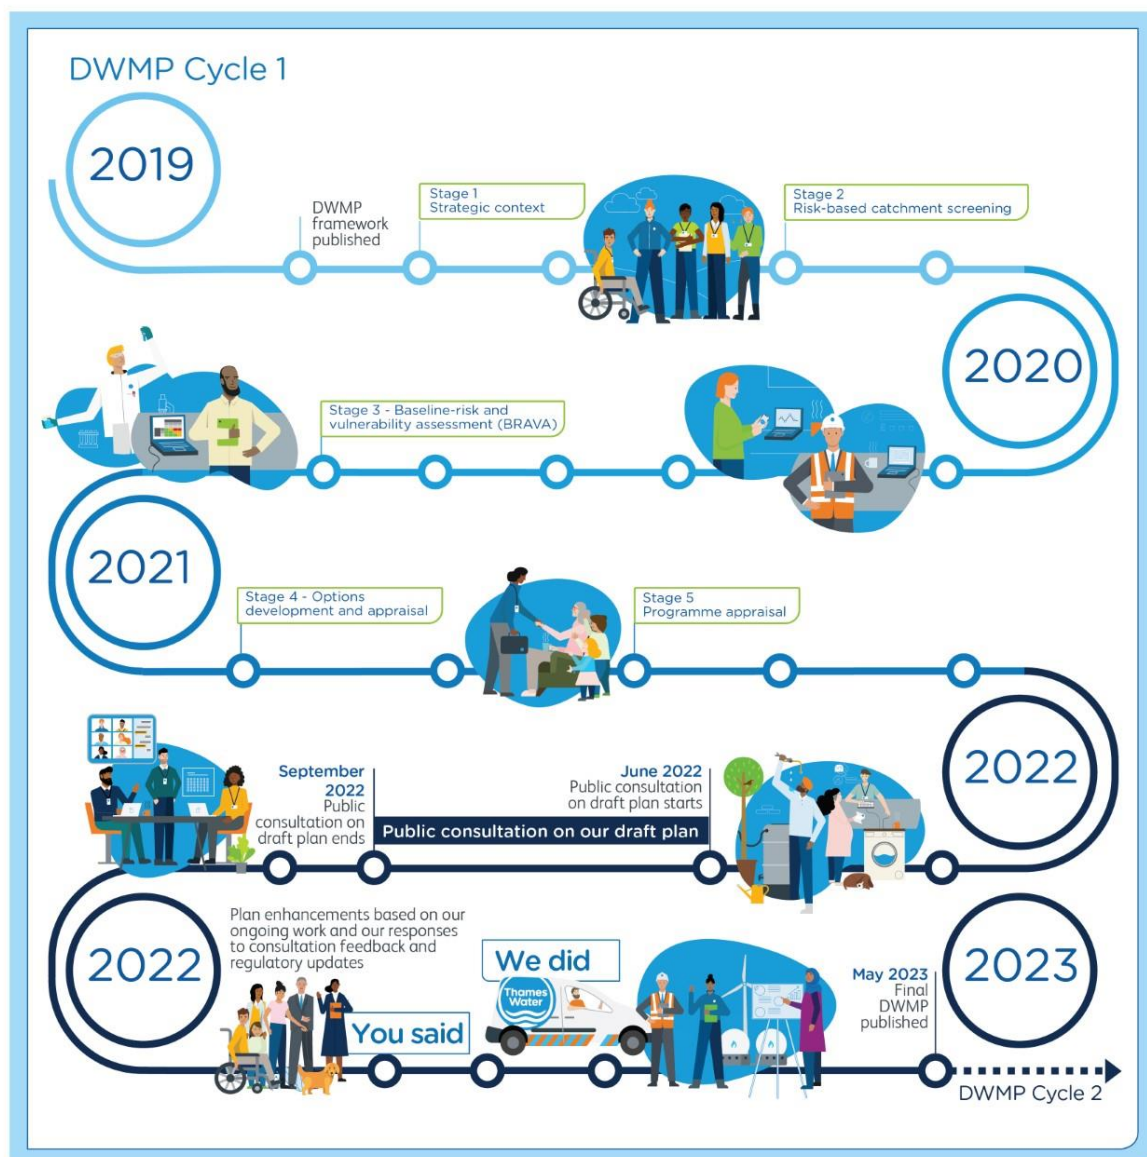 DWMP Cycle 1
2019
DWMP
framework
published
Stage 1
Strategic context
Stage 2
Risk-based catchment screening
2020
Stage 3 - Baseline-risk and
vulnerability assessment (BRAVA)
2021
Stage 4 - Options
development and appraisal
Stage 5
Programme appraisal
2022
June 2022
Public consultation
on draft plan starts
Public consultation on our draft plan
September
2022
Public
consultation on
draft plan ends
2022
Plan enhancements based on our
ongoing work and our responses
to consultation feedback and
regulatory updates
You said
We did
Thames
Water
May 2023
Final
DWMP
published
2023
DWMP Cycle 2